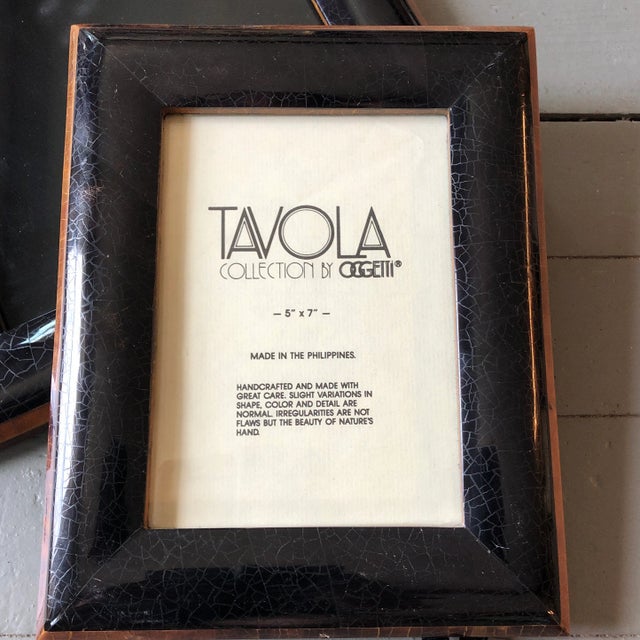 TAVOLA
COLLECTION BY OGGETTI®
— 5" x 7" —
MADE IN THE PHILIPPINES.
HANDCRAFTED AND MADE WITH
GREAT CARE. SLIGHT VARIATIONS IN
SHAPE, COLOR AND DETAIL ARE
NORMAL. IRREGULARITIES ARE NOT
FLAWS BUT THE BEAUTY OF NATURE'S
HAND.